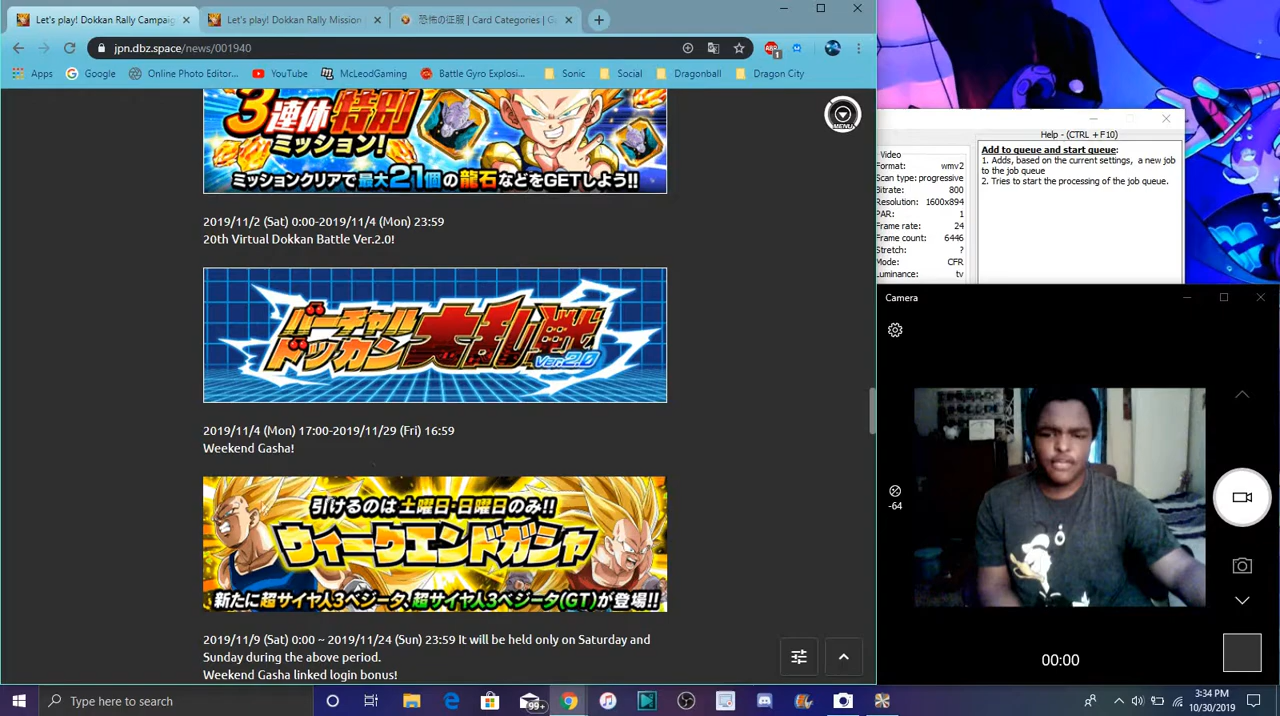 Let's play! Dokkan Rally Campaig
Let's play! Dokkan Rally Mission
恐怖の征服 | Card Categories | G
jpn.dbz.space/news/001940
Apps
Google
Online Photo Editor...
YouTube
McLeodGaming
Battle Gyro Explosi...
Sonic
Social
Dragonball
Dragon City
3連休特別
ミッション!
ミッションクリアで最大21個の龍石などをGETしよう!!
MENU
2019/11/2 (Sat) 0:00-2019/11/4 (Mon) 23:59
20th Virtual Dokkan Battle Ver.2.0!
バーチャル
ドッカン
大乱戦
Ver.2.0
2019/11/4 (Mon) 17:00-2019/11/29 (Fri) 16:59
Weekend Gasha!
引けるのは土曜日・日曜日のみ!!
ウィークエンドガシャ
新たに超サイヤ人3ベジータ、超サイヤ人3ベジータ(GT)が登場!!
2019/11/9 (Sat) 0:00 ~ 2019/11/24 (Sun) 23:59 It will be held only on Saturday and
Sunday during the above period.
Weekend Gasha linked login bonus!
Video
Format: wmv2
Scan type: progressive
Bitrate: 800
Resolution: 1600x894
PAR: 1
Frame rate: 24
Frame count: 6446
Stretch: ?
Mode: CFR
Luminance: tv
Help - (CTRL + F10)
Add to queue and start queue:
1. Adds, based on the current settings, a new job
to the job queue
2. Tries to start the processing of the job queue.
Camera
-64
00:00
Type here to search
99+
3:34 PM
10/30/2019